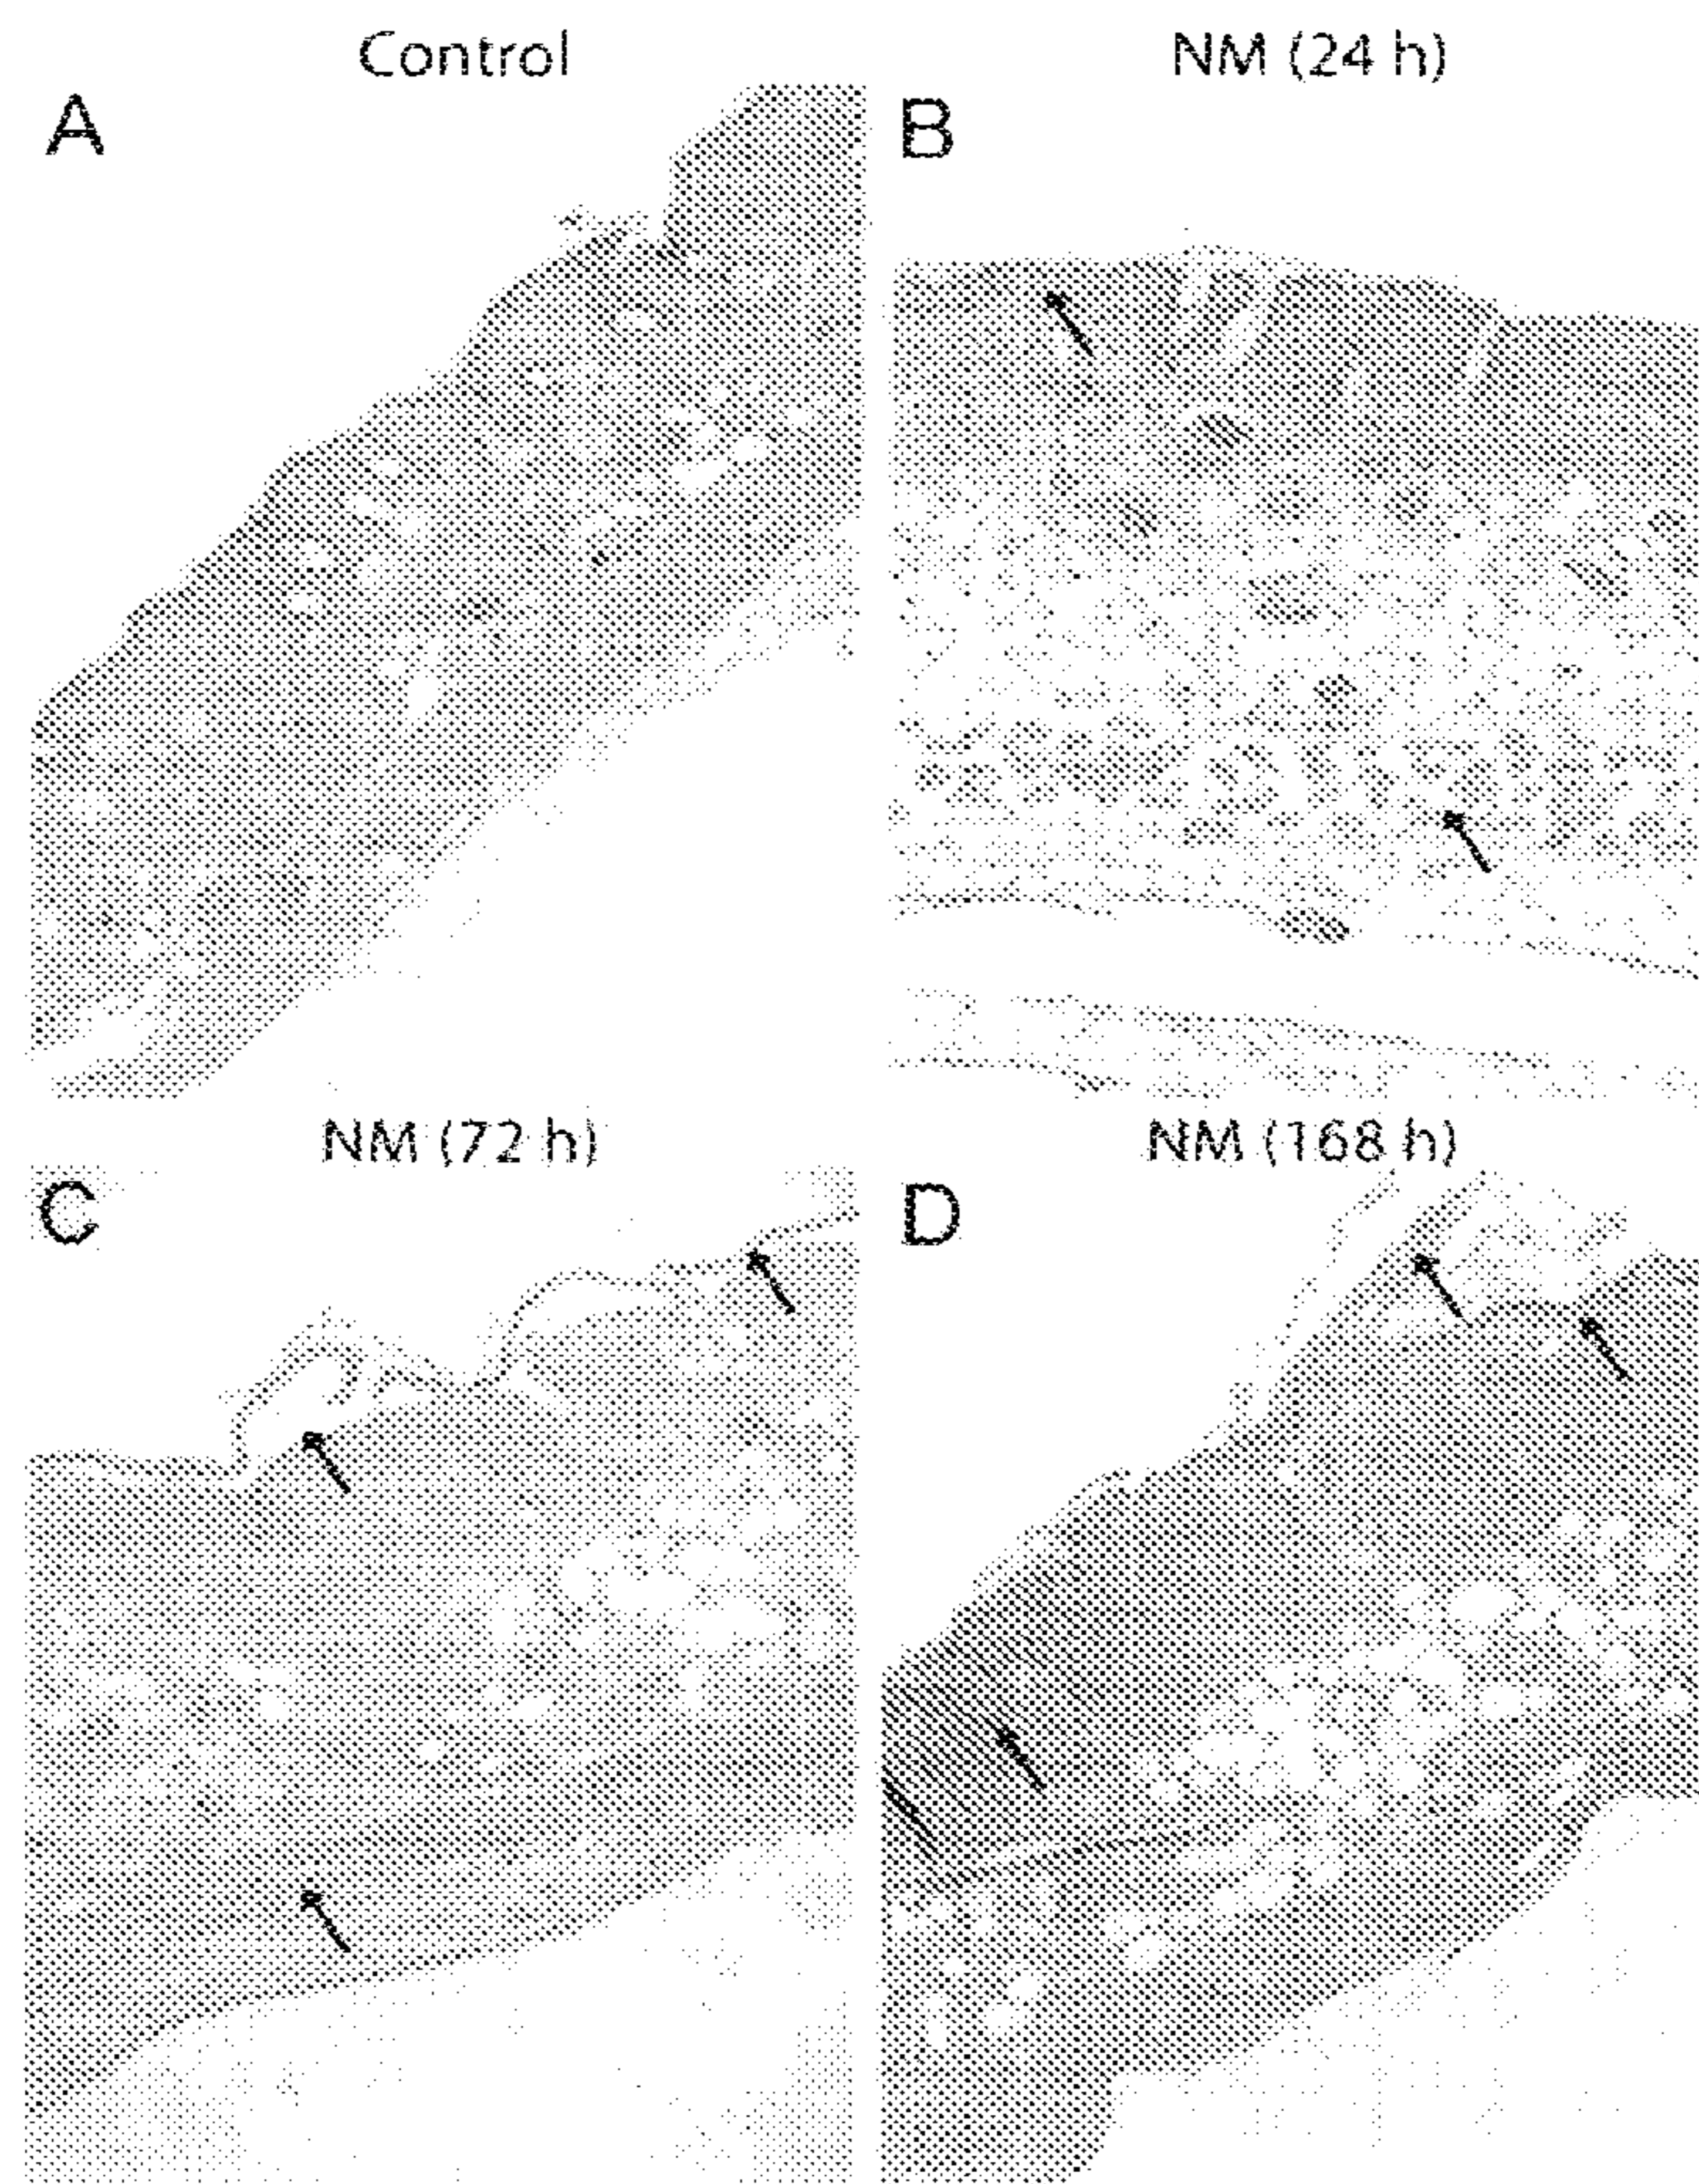 Control
NM (24 h)
A
B
NM (72 h)
NM (168 h)
C
D